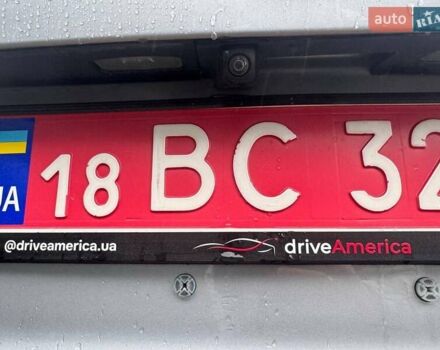 auto RIA
UA 18 BC 32
@driveamerica.ua driveAmerica